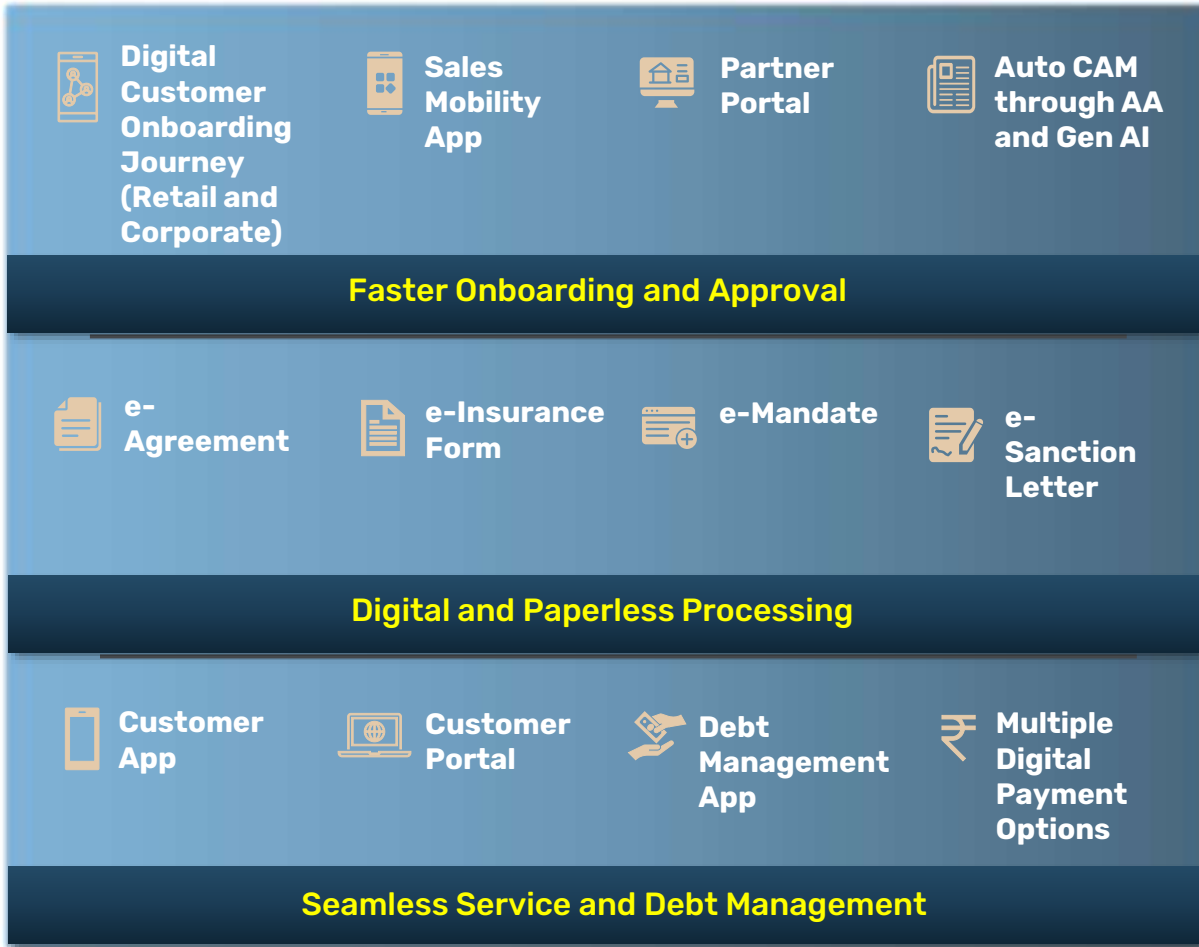 Digital
Customer
Onboarding
Journey
(Retail and
Corporate)
Sales
Mobility
App
Partner
Portal
Auto CAM
through AA
and Gen AI
Faster Onboarding and Approval
e-
Agreement
e-Insurance
Form
e-Mandate
e-
Sanction
Letter
Digital and Paperless Processing
Customer
App
Customer
Portal
Debt
Management
App
Multiple
Digital
Payment
Options
Seamless Service and Debt Management